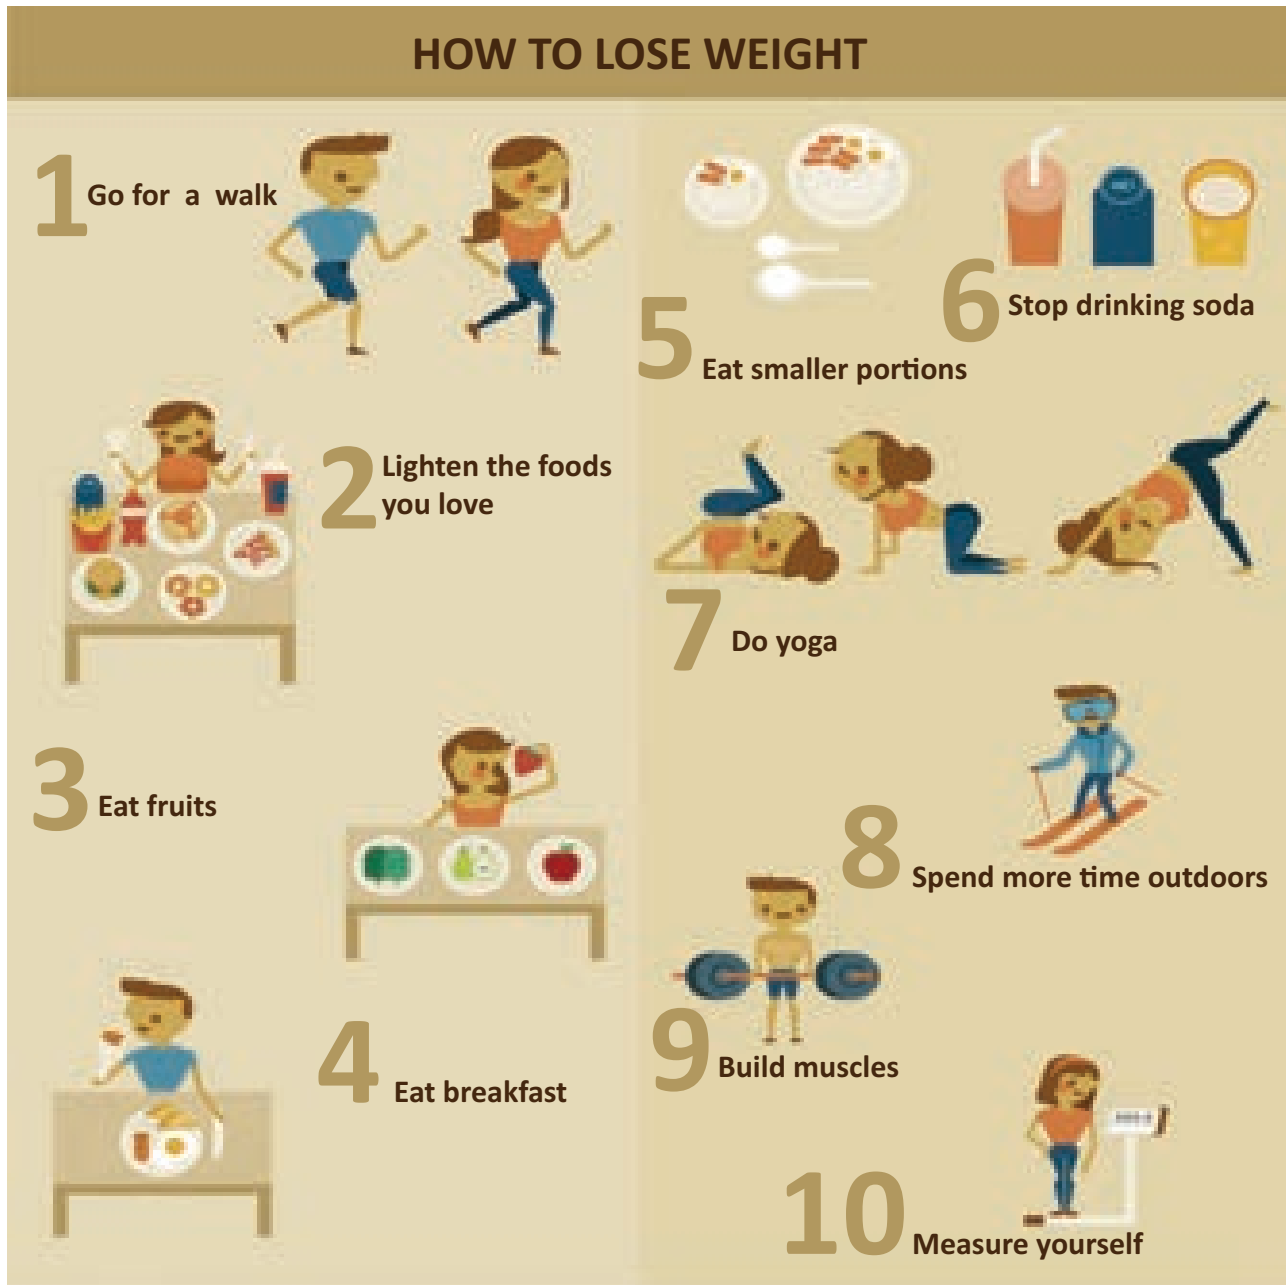 HOW TO LOSE WEIGHT
1 Go for a walk
2 Lighten the foods
you love
3 Eat fruits
4 Eat breakfast
5 Eat smaller portions
6 Stop drinking soda
7 Do yoga
8 Spend more time outdoors
9 Build muscles
10 Measure yourself